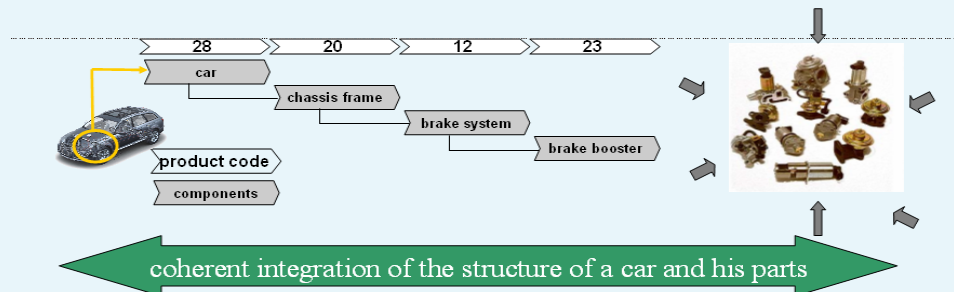 28 20 12 23
car
chassis frame
brake system
brake booster
product code
components
coherent integration of the structure of a car and his parts